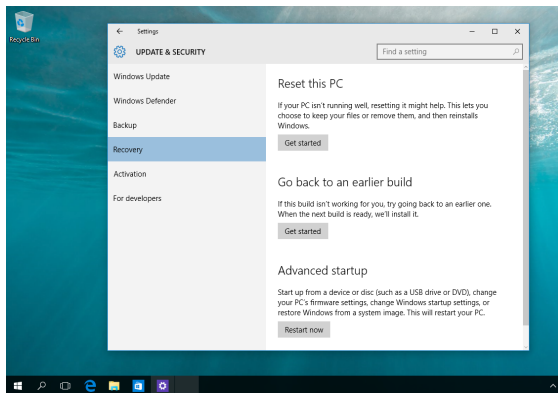 Recycle Bin
Settings
UPDATE & SECURITY
Find a setting
Windows Update
Windows Defender
Backup
Recovery
Activation
For developers
Reset this PC
If your PC isn't running well, resetting it might help. This lets you
choose to keep your files or remove them, and then reinstalls
Windows.
Get started
Go back to an earlier build
If this build isn't working for you, try going back to an earlier one.
When the next build is ready, we'll install it.
Get started
Advanced startup
Start up from a device or disc (such as a USB drive or DVD), change
your PC's firmware settings, change Windows startup settings, or
restore Windows from a system image. This will restart your PC.
Restart now